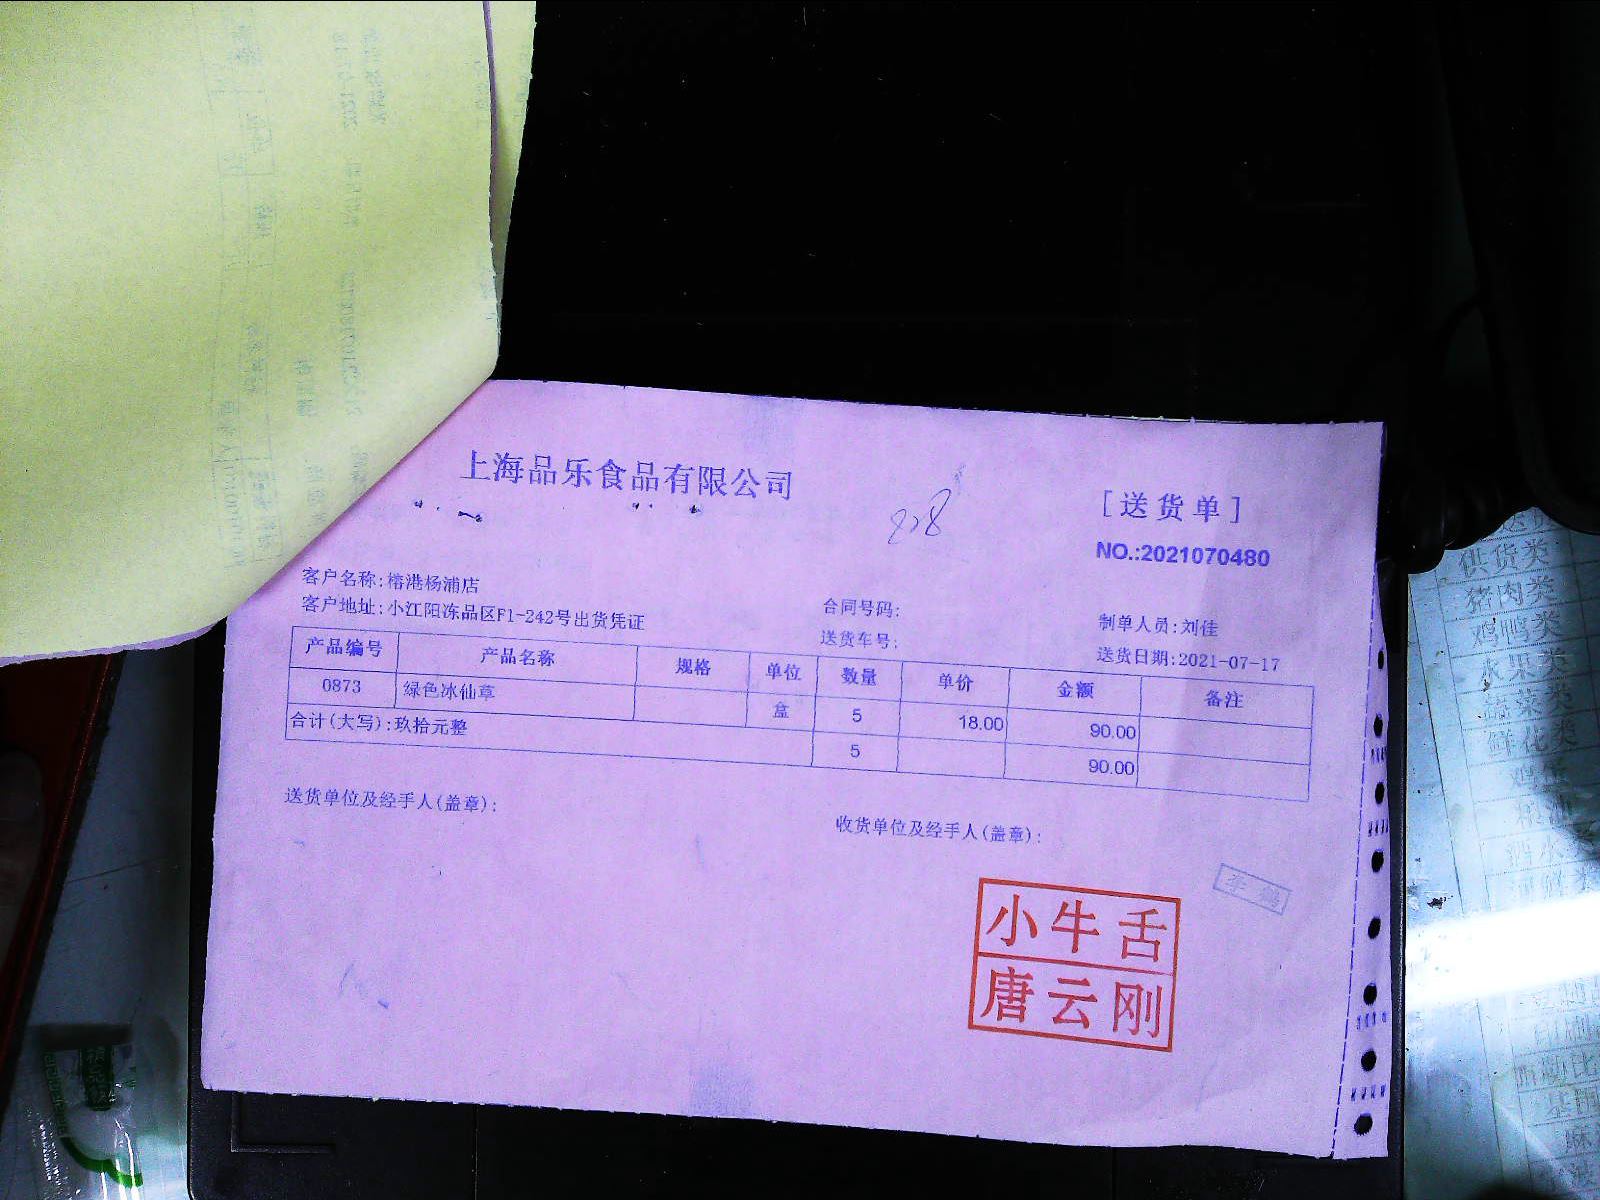 上海品乐食品有限公司
228
[送货单]
NO.:2021070480
客户名称:榕港杨浦店
客户地址:小江阳冻品区F1-242号出货凭证
合同号码:
送货车号:
制单人员:刘佳
送货日期:2021-07-17
产品编号 产品名称 规格 单位 数量 单价 金额 备注
0873 绿色冰仙草 盒 5 18.00 90.00
合计(大写):玖拾元整 5 90.00
送货单位及经手人(盖章):
收货单位及经手人(盖章):
小牛舌
唐云刚
供货类
猪肉类
鸡鸭类
水果类
蔬菜类
鲜花类